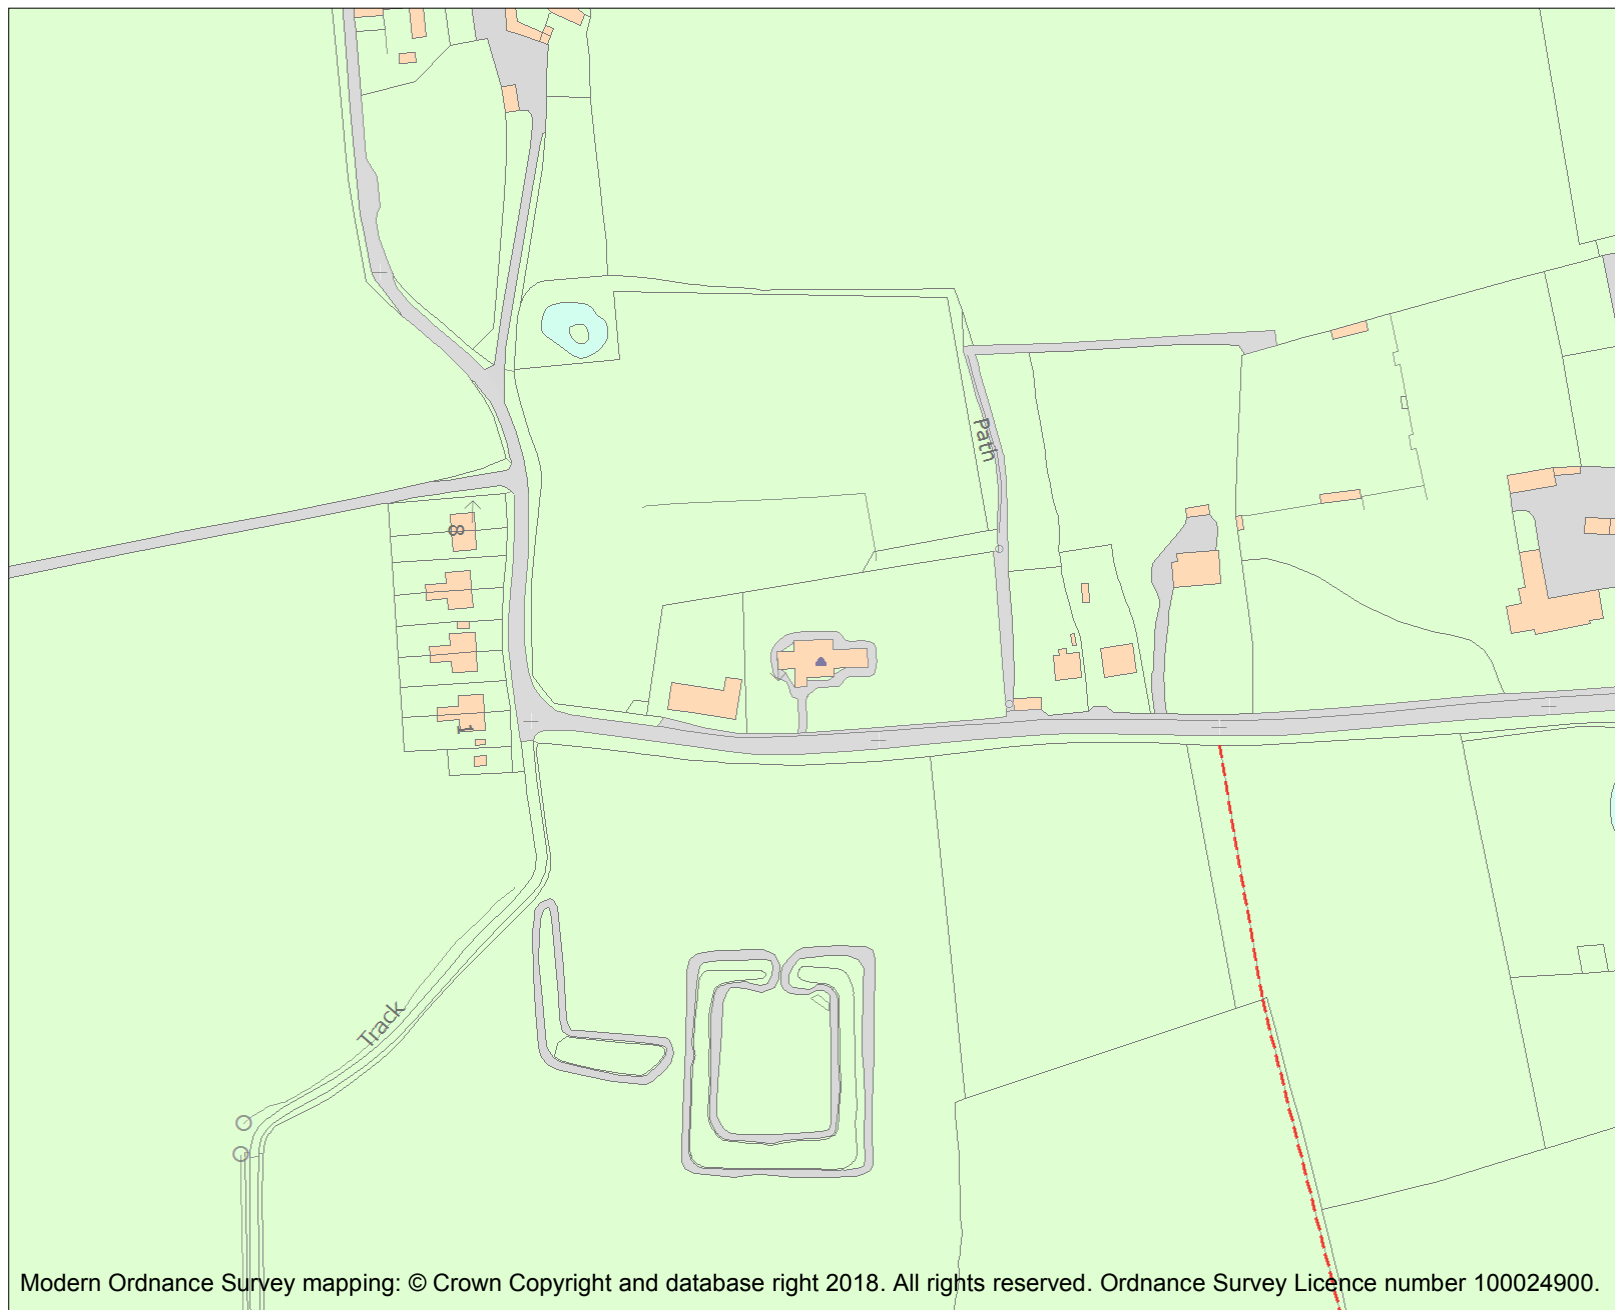 Path
8
1
Track
Modern Ordnance Survey mapping: © Crown Copyright and database right 2018. All rights reserved. Ordnance Survey Licence number 100024900.